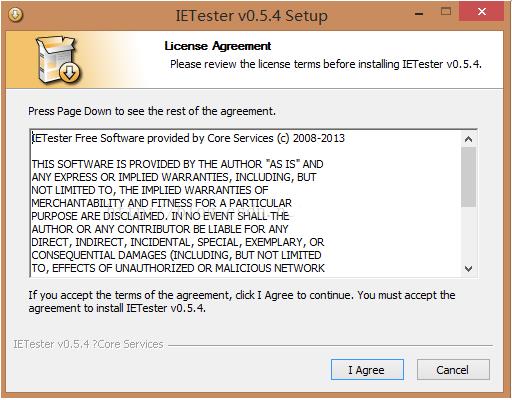 IETester v0.5.4 Setup
License Agreement
Please review the license terms before installing IETester v0.5.4.
Press Page Down to see the rest of the agreement.
IETester Free Software provided by Core Services (c) 2008-2013
THIS SOFTWARE IS PROVIDED BY THE AUTHOR "AS IS" AND
ANY EXPRESS OR IMPLIED WARRANTIES, INCLUDING, BUT
NOT LIMITED TO, THE IMPLIED WARRANTIES OF
MERCHANTABILITY AND FITNESS FOR A PARTICULAR
PURPOSE ARE DISCLAIMED. IN NO EVENT SHALL THE
AUTHOR OR ANY CONTRIBUTOR BE LIABLE FOR ANY
DIRECT, INDIRECT, INCIDENTAL, SPECIAL, EXEMPLARY, OR
CONSEQUENTIAL DAMAGES (INCLUDING, BUT NOT LIMITED
TO, EFFECTS OF UNAUTHORIZED OR MALICIOUS NETWORK
If you accept the terms of the agreement, click I Agree to continue. You must accept the
agreement to install IETester v0.5.4.
IETester v0.5.4 ?Core Services
I Agree
Cancel